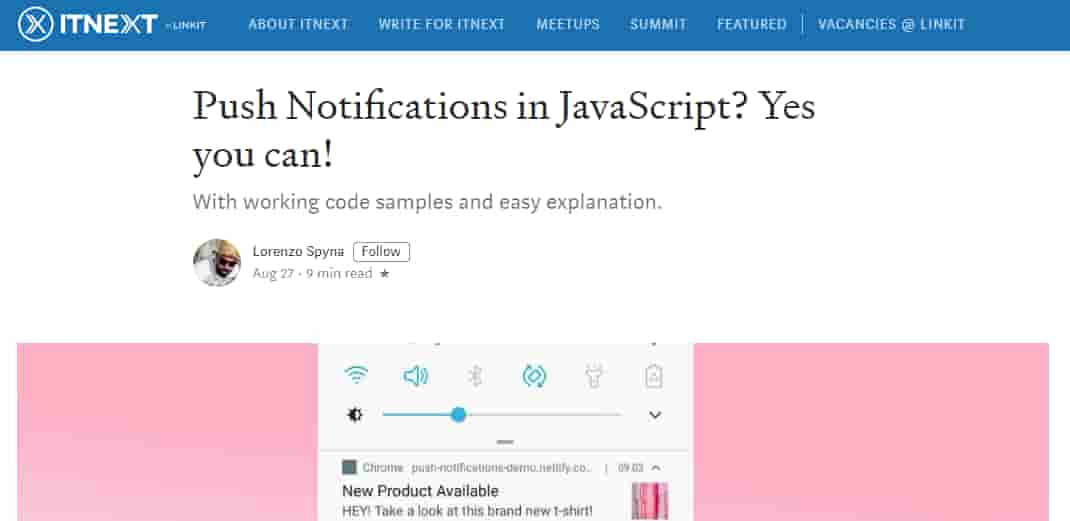 ITNEXT BY LINKIT ABOUT ITNEXT WRITE FOR ITNEXT MEETUPS SUMMIT FEATURED VACANCIES @ LINKIT
Push Notifications in JavaScript? Yes
you can!
With working code samples and easy explanation.
Lorenzo Spyna Follow
Aug 27 · 9 min read ★
Chrome push-notifications-demo.netlify.co... | 09:03
New Product Available
HEY! Take a look at this brand new t-shirt!